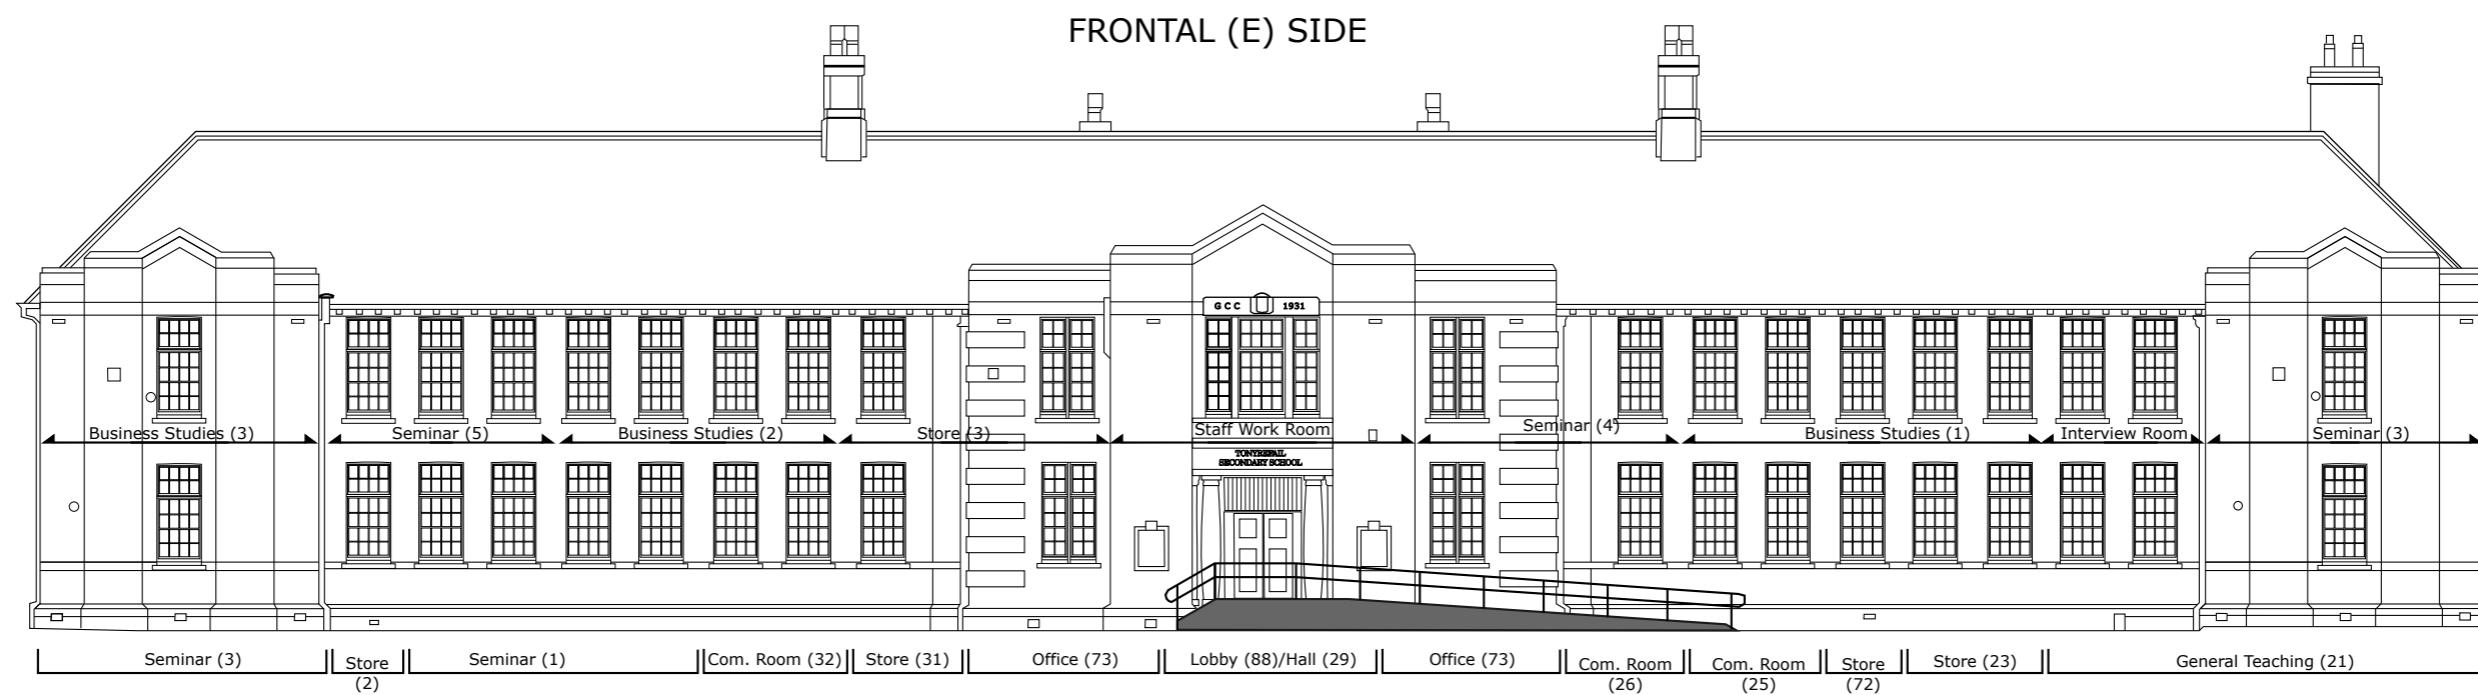 FRONTAL (E) SIDE
G C C 1931
Business Studies (3)
Seminar (5)
Business Studies (2)
Store (3)
Staff Work Room
Seminar (4)
Business Studies (1)
Interview Room
Seminar (3)
TONYREFAIL
SECONDARY SCHOOL
Seminar (3)
Store
(2)
Seminar (1)
Com. Room (32)
Store (31)
Office (73)
Lobby (88)/Hall (29)
Office (73)
Com. Room
(26)
Com. Room
(25)
Store
(72)
Store (23)
General Teaching (21)